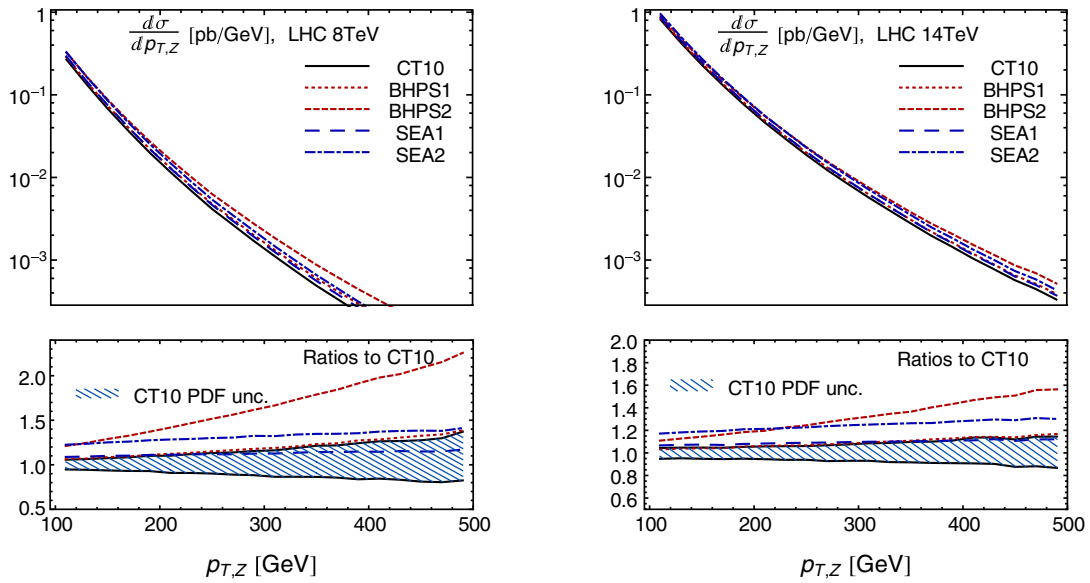 dσ/dp_{T,Z} [pb/GeV], LHC 8TeV
CT10
BHPS1
BHPS2
SEA1
SEA2
1
10^{-1}
10^{-2}
10^{-3}
Ratios to CT10
CT10 PDF unc.
2.0
1.5
1.0
0.5
100 200 300 400 500
p_{T,Z} [GeV]
dσ/dp_{T,Z} [pb/GeV], LHC 14TeV
CT10
BHPS1
BHPS2
SEA1
SEA2
1
10^{-1}
10^{-2}
10^{-3}
Ratios to CT10
CT10 PDF unc.
2.0
1.8
1.6
1.4
1.2
1.0
0.8
0.6
100 200 300 400 500
p_{T,Z} [GeV]